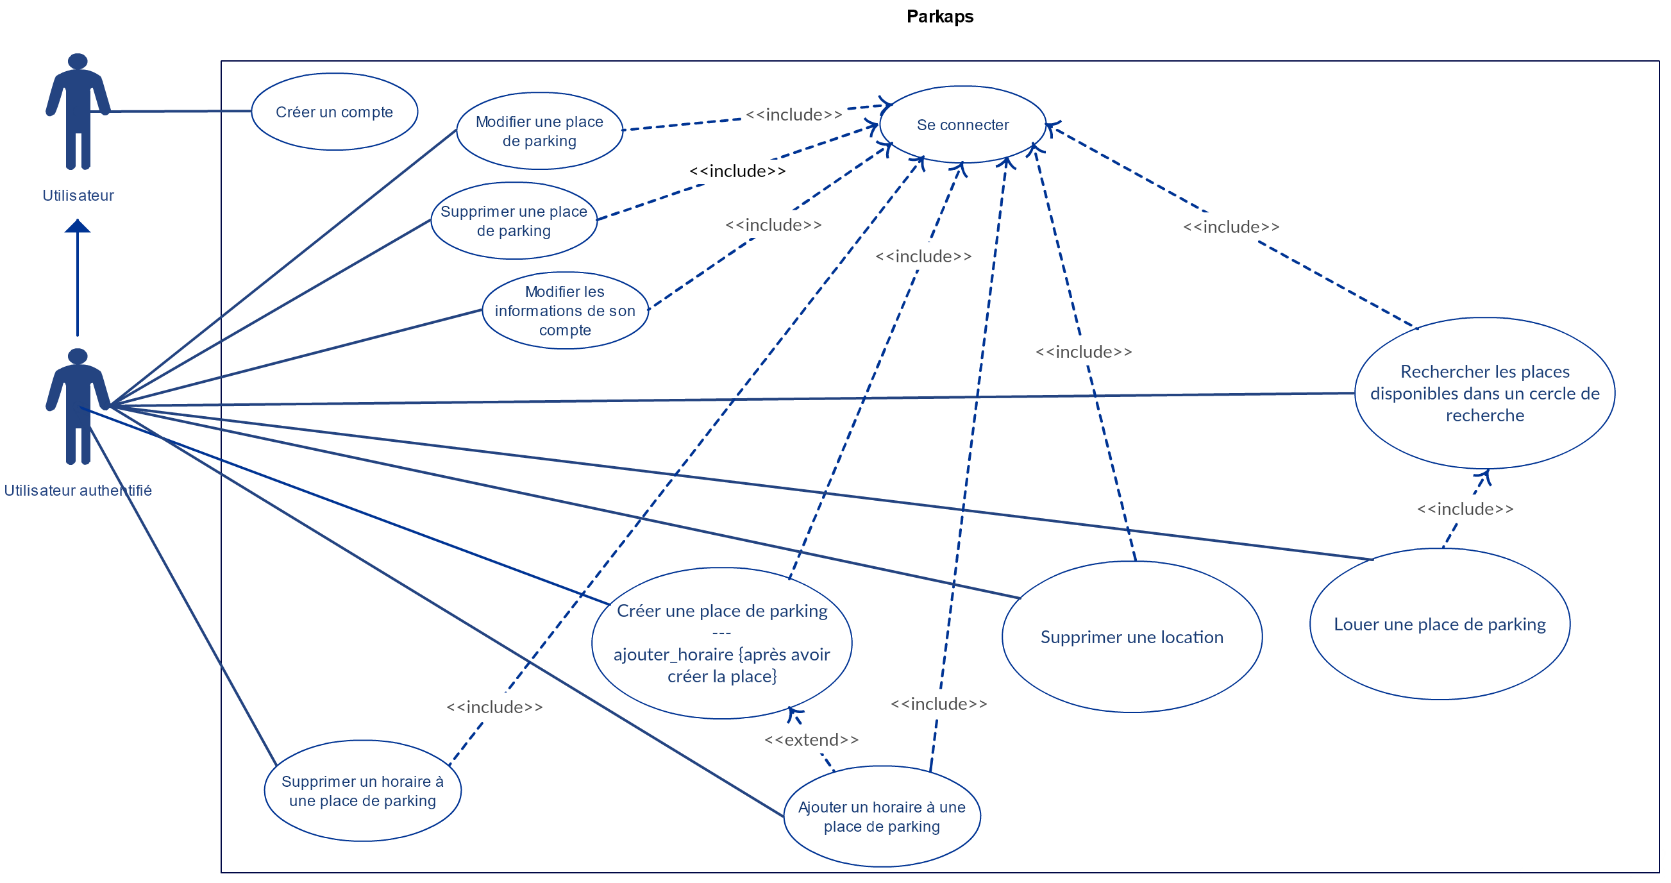 Parkaps
Créer un compte
Modifier une place
de parking
<<include>>
Se connecter
Utilisateur
<<include>>
Supprimer une place
de parking
<<include>>
<<include>>
<<include>>
Modifier les
informations de son
compte
<<include>>
Rechercher les places
disponibles dans un cercle de
recherche
Utilisateur authentifié
<<include>>
Créer une place de parking
---
ajouter_horaire {après avoir
créer la place}
Supprimer une location
Louer une place de parking
<<include>>
<<include>>
<<extend>>
Supprimer un horaire à
une place de parking
Ajouter un horaire à une
place de parking